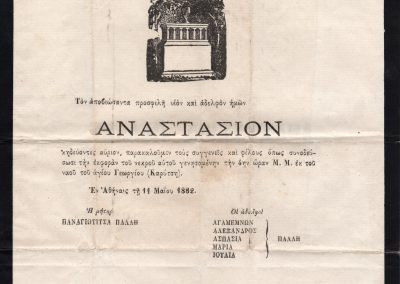 Τὸν ἀποβιώσαντα προσφιλῆ υἱὸν καὶ ἀδελφὸν ἡμῶν
ΑΝΑΣΤΑΣΙΟΝ
κηδεύοντες αὔριον, παρακαλοῦμεν τοὺς συγγενεῖς καὶ φίλους ὅπως συνοδεύ-
σωσι τὴν ἐκφορὰν τοῦ νεκροῦ αὐτοῦ γενησομένην τὴν 4ην ὥραν Μ. Μ. ἐκ τοῦ
ναοῦ τοῦ ἁγίου Γεωργίου (Καρύτση).
Ἐν Ἀθήναις τῇ 11 Μαΐου 1882.
Ἡ μήτηρ
ΠΑΝΑΓΙΩΤΙΤΣΑ ΠΑΛΛΗ
Οἱ ἀδελφοὶ
ΑΓΑΜΕΜΝΩΝ
ΑΛΕΞΑΝΔΡΟΣ
ΑΣΠΑΣΙΑ
ΜΑΡΙΑ
ΙΟΥΛΙΑ
ΠΑΛΛΗ